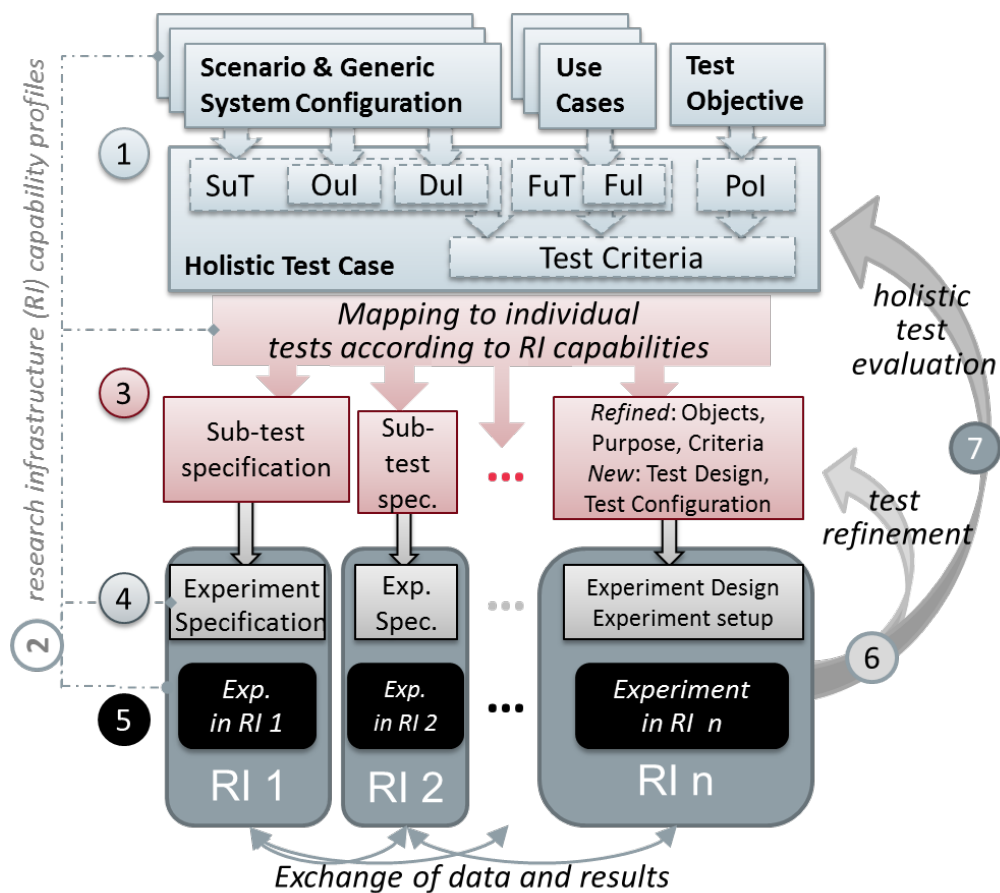 Scenario & Generic
System Configuration
Use
Cases
Test
Objective
research infrastructure (RI) capability profiles
1
SuT
OuI
DuI
FuT
FuI
PoI
Test Criteria
Holistic Test Case
Mapping to individual
tests according to RI capabilities
holistic
test
evaluation
3
Sub-test
specification
Sub-
test
spec.
...
Refined: Objects,
Purpose, Criteria
New: Test Design,
Test Configuration
7
test
refinement
4
Experiment
Specification
Exp.
Spec.
...
Experiment Design
Experiment setup
2
6
5
Exp.
in RI 1
Exp.
in RI 2
...
Experiment
in RI n
RI 1
RI 2
RI n
Exchange of data and results